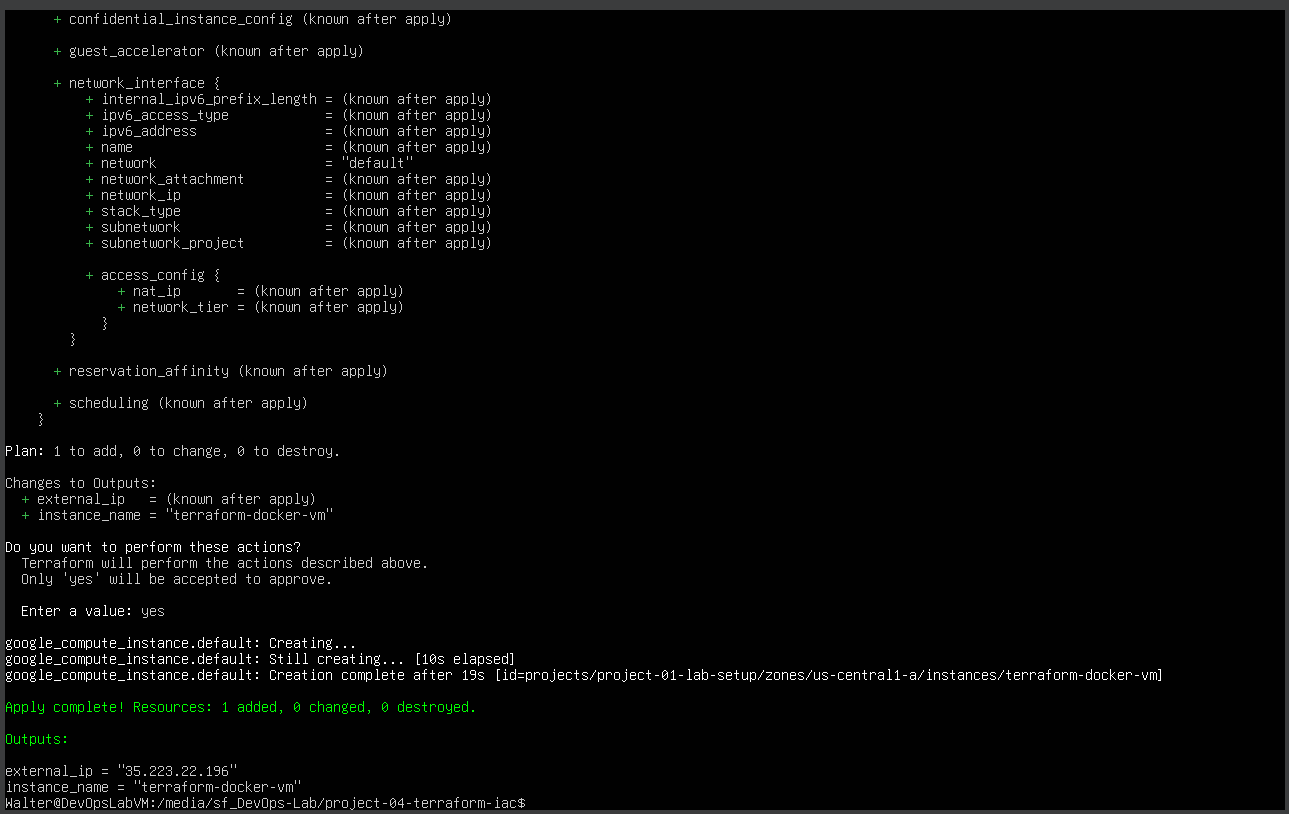 + confidential_instance_config (known after apply)
      + guest_accelerator (known after apply)
      + network_interface {
          + internal_ipv6_prefix_length = (known after apply)
          + ipv6_access_type            = (known after apply)
          + ipv6_address                = (known after apply)
          + name                        = (known after apply)
          + network                     = "default"
          + network_attachment          = (known after apply)
          + network_ip                  = (known after apply)
          + stack_type                  = (known after apply)
          + subnetwork                  = (known after apply)
          + subnetwork_project          = (known after apply)
          + access_config {
              + nat_ip       = (known after apply)
              + network_tier = (known after apply)
            }
        }
      + reservation_affinity (known after apply)
      + scheduling (known after apply)
    }
Plan: 1 to add, 0 to change, 0 to destroy.
Changes to Outputs:
  + external_ip   = (known after apply)
  + instance_name = "terraform-docker-vm"
Do you want to perform these actions?
  Terraform will perform the actions described above.
  Only 'yes' will be accepted to approve.
  Enter a value: yes
google_compute_instance.default: Creating...
google_compute_instance.default: Still creating... [10s elapsed]
google_compute_instance.default: Creation complete after 19s [id=projects/project-01-lab-setup/zones/us-central1-a/instances/terraform-docker-vm]
Apply complete! Resources: 1 added, 0 changed, 0 destroyed.
Outputs:
external_ip = "35.223.22.196"
instance_name = "terraform-docker-vm"
Walter@DevOpsLabVM:/media/sf_DevOps-Lab/project-04-terraform-iac$